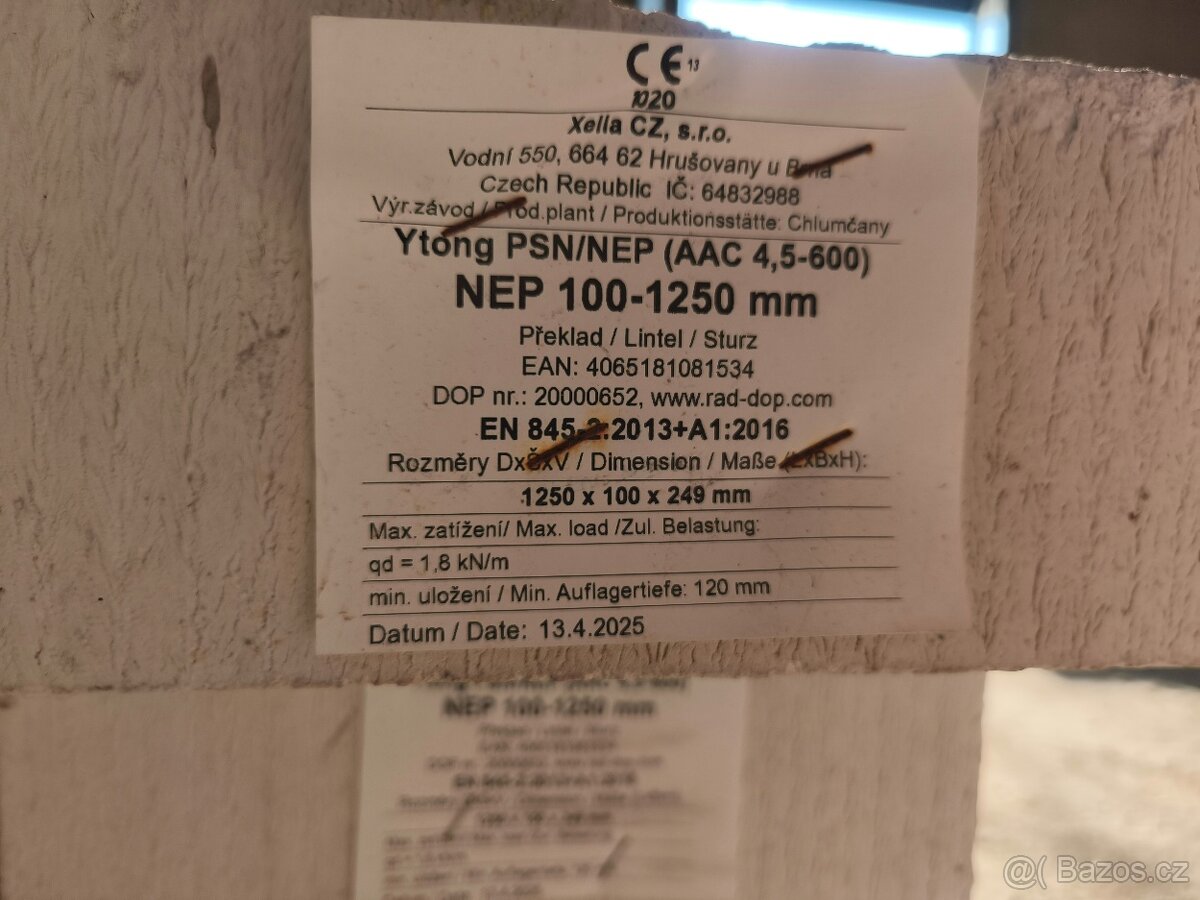 CE 13
1020
Xella CZ, s.r.o.
Vodní 550, 664 62 Hrušovany u Brna
Czech Republic IČ: 64832988
Výr.závod / Prod.plant / Produktionsstätte: Chlumčany
Ytong PSN/NEP (AAC 4,5-600)
NEP 100-1250 mm
Překlad / Lintel / Sturz
EAN: 4065181081534
DOP nr.: 20000652, www.rad-dop.com
EN 845-2:2013+A1:2016
Rozměry DxŠxV / Dimension / Maße (LxBxH):
1250 x 100 x 249 mm
Max. zatížení/ Max. load /Zul. Belastung:
qd = 1,8 kN/m
min. uložení / Min. Auflagertiefe: 120 mm
Datum / Date: 13.4.2025
NEP 100-1250 mm
@( Bazos.cz